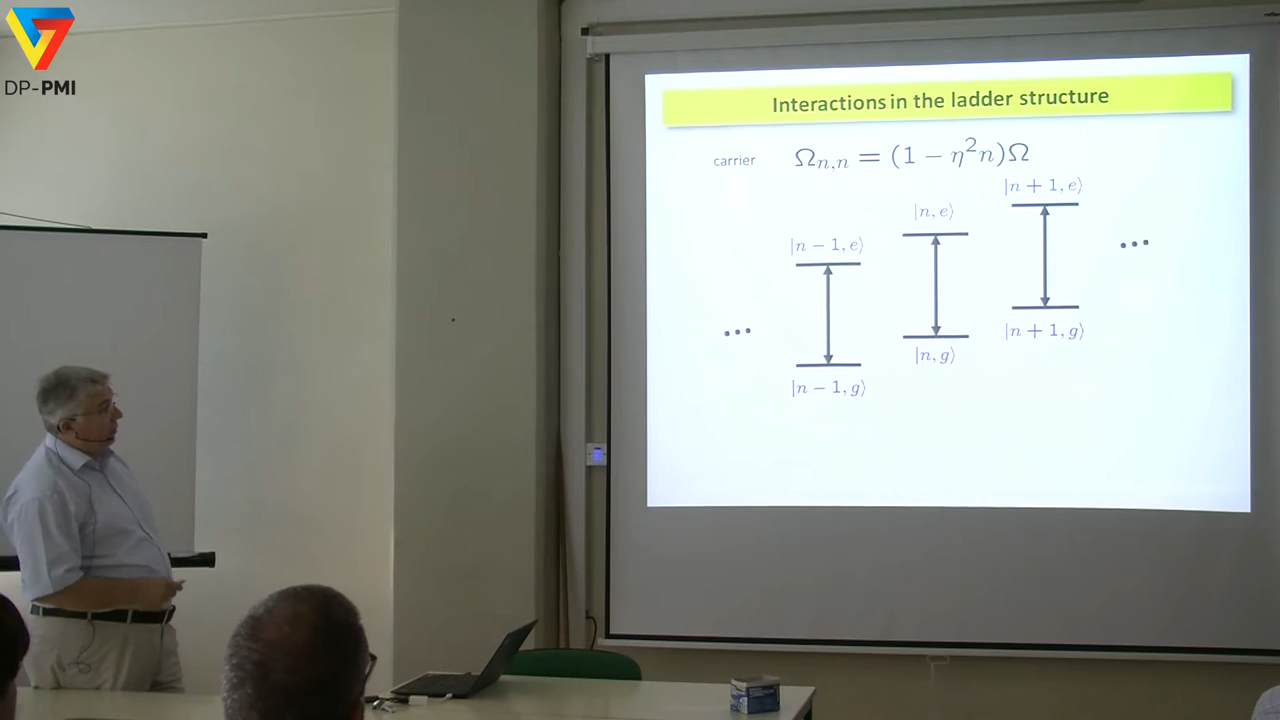 DP-PMI
Interactions in the ladder structure
carrier Ω_{n,n} = (1 − η²n)Ω
|n + 1, e⟩
|n, e⟩
|n − 1, e⟩
...
...
|n + 1, g⟩
|n, g⟩
|n − 1, g⟩